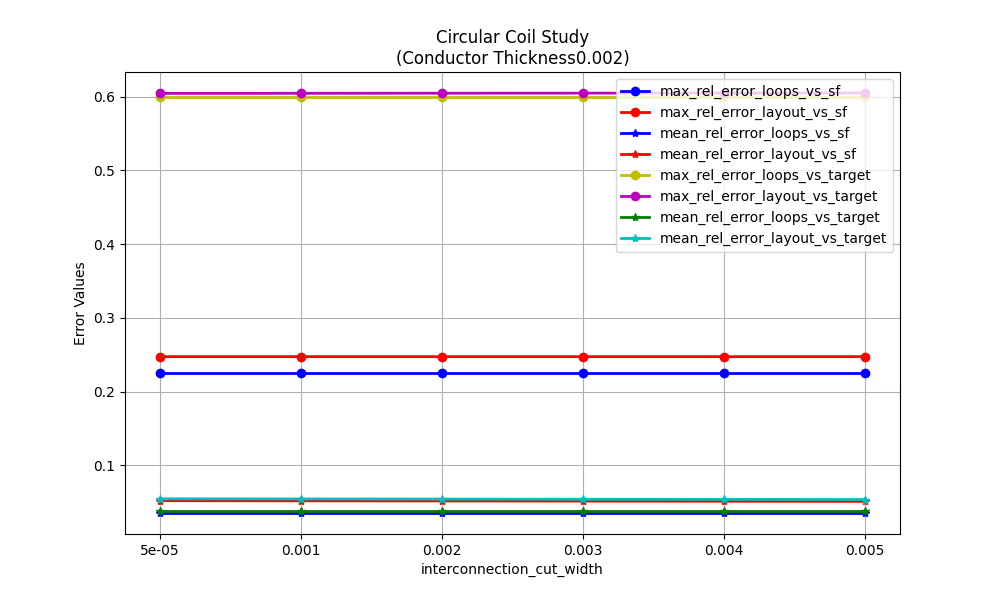 Circular Coil Study
(Conductor Thickness0.002)
max_rel_error_loops_vs_sf
max_rel_error_layout_vs_sf
mean_rel_error_loops_vs_sf
mean_rel_error_layout_vs_sf
max_rel_error_loops_vs_target
max_rel_error_layout_vs_target
mean_rel_error_loops_vs_target
mean_rel_error_layout_vs_target
Error Values
0.6
0.5
0.4
0.3
0.2
0.1
5e-05 0.001 0.002 0.003 0.004 0.005
interconnection_cut_width